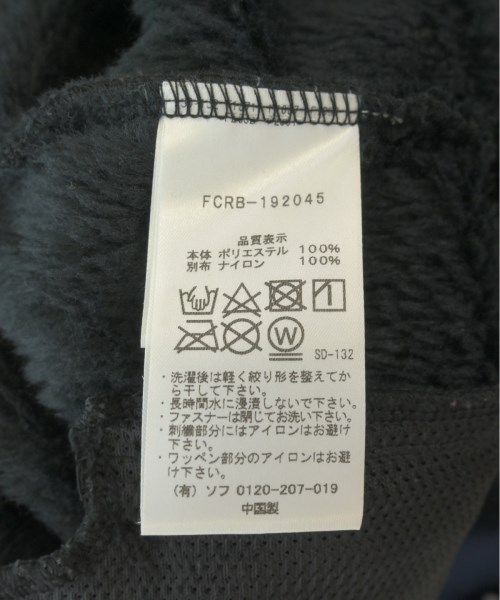 FCRB-192045
品質表示
本体 ポリエステル 100%
別布 ナイロン 100%
W
SD-132
・洗濯後は軽く絞り形を整えてか
ら干して下さい。
・長時間水に浸漬しないで下さい。
・ファスナーは閉じてお洗い下さい。
・刺繍部分にはアイロンはお避
け下さい。
・ワッペン部分のアイロンはお避
け下さい。
(有) ソフ 0120-207-019
中国製